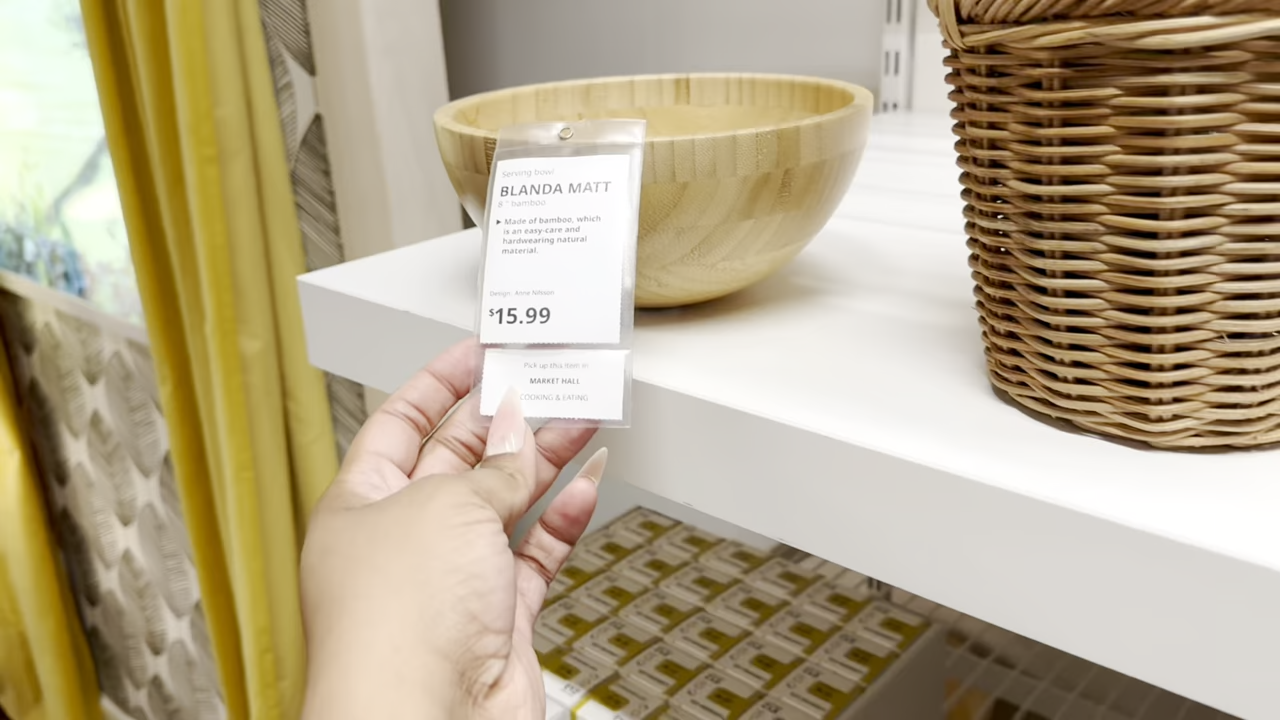 Serving bowl
BLANDA MATT
8 " bamboo
▸ Made of bamboo, which
is an easy-care and
hardwearing natural
material.
Design: Anne Nilsson
$15.99
Pick up this item in:
MARKET HALL
COOKING & EATING